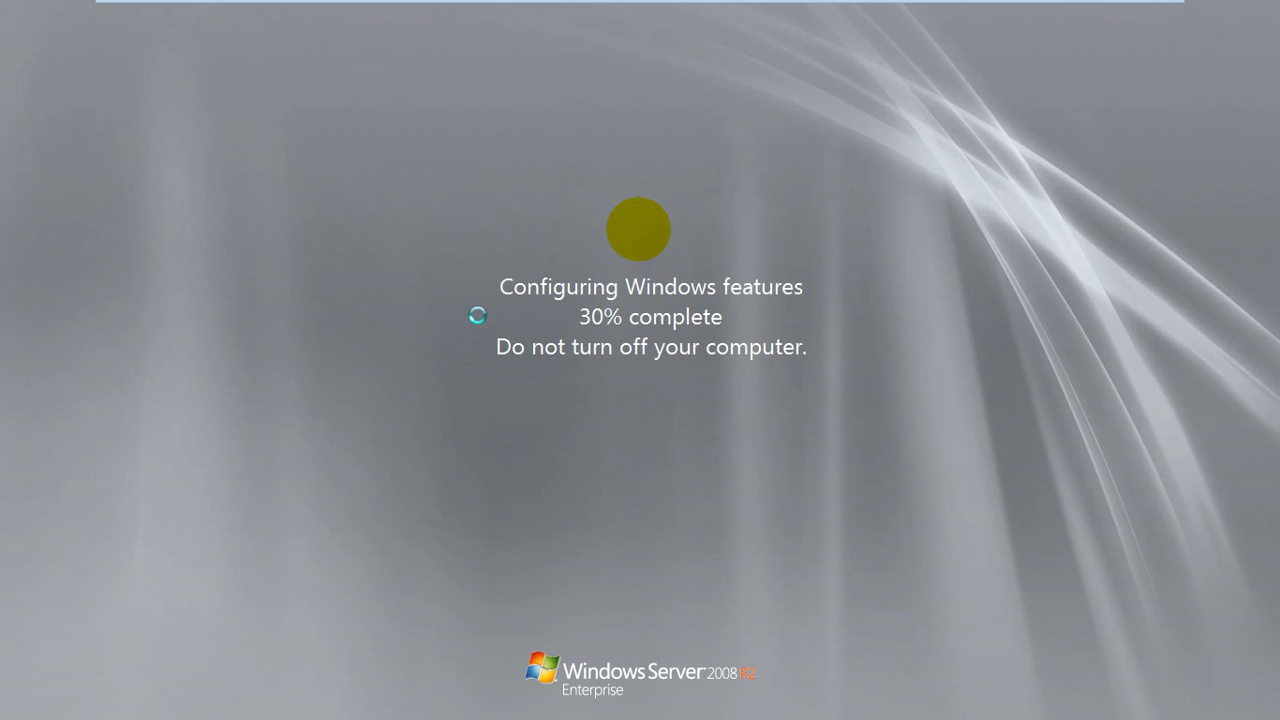 Configuring Windows features
30% complete
Do not turn off your computer.
Windows Server 2008 R2
Enterprise